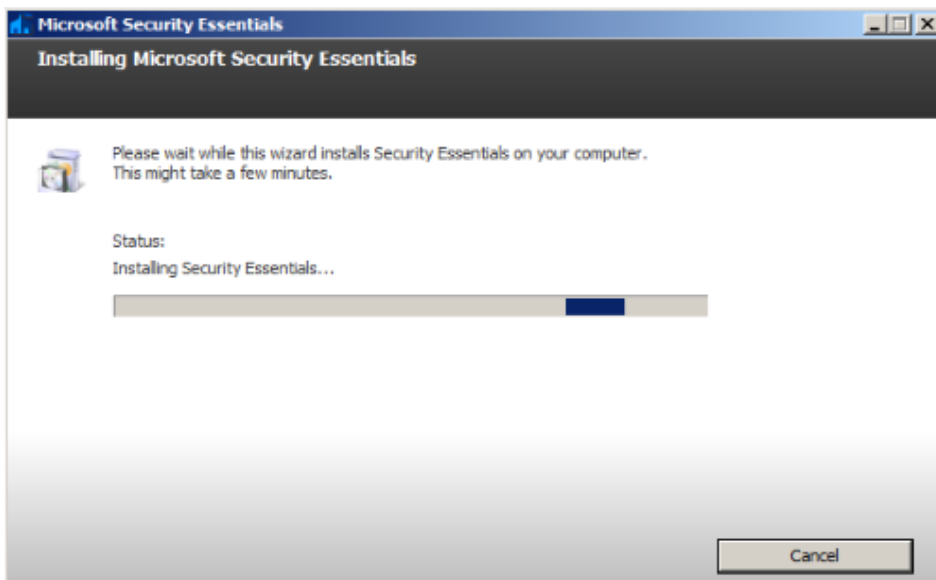 Microsoft Security Essentials
Installing Microsoft Security Essentials
Please wait while this wizard installs Security Essentials on your computer.
This might take a few minutes.
Status:
Installing Security Essentials...
Cancel